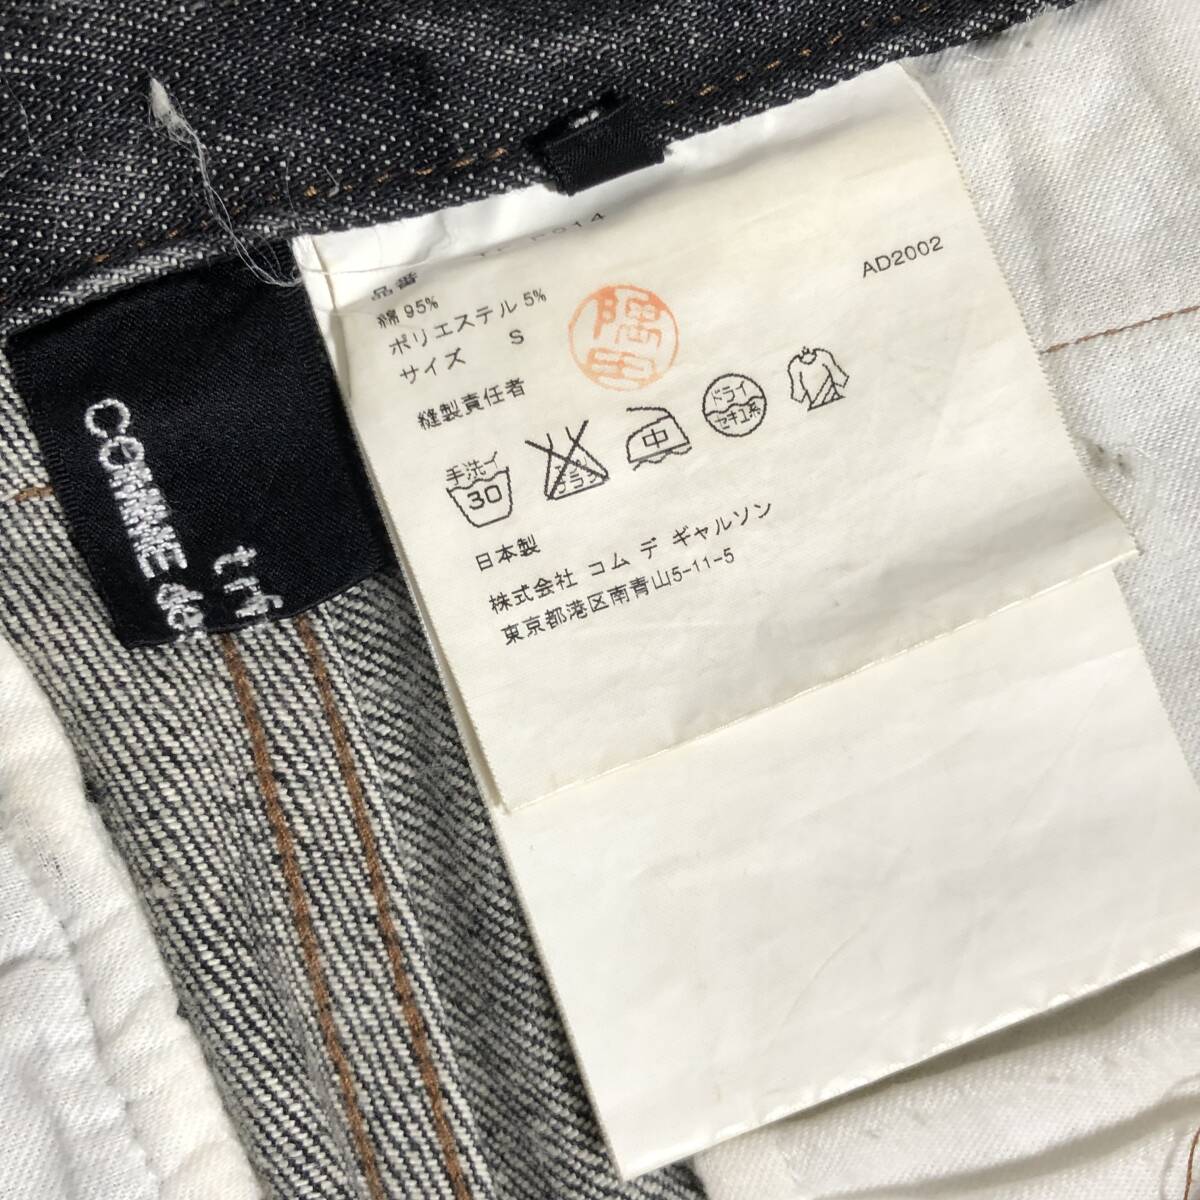 品番
AD2002
綿 95%
ポリエステル 5%
サイズ S
縫製責任者
手洗イ
30
中
ドライ
セキユ系
日本製
株式会社 コム デ ギャルソン
東京都港区南青山5-11-5
COMME de